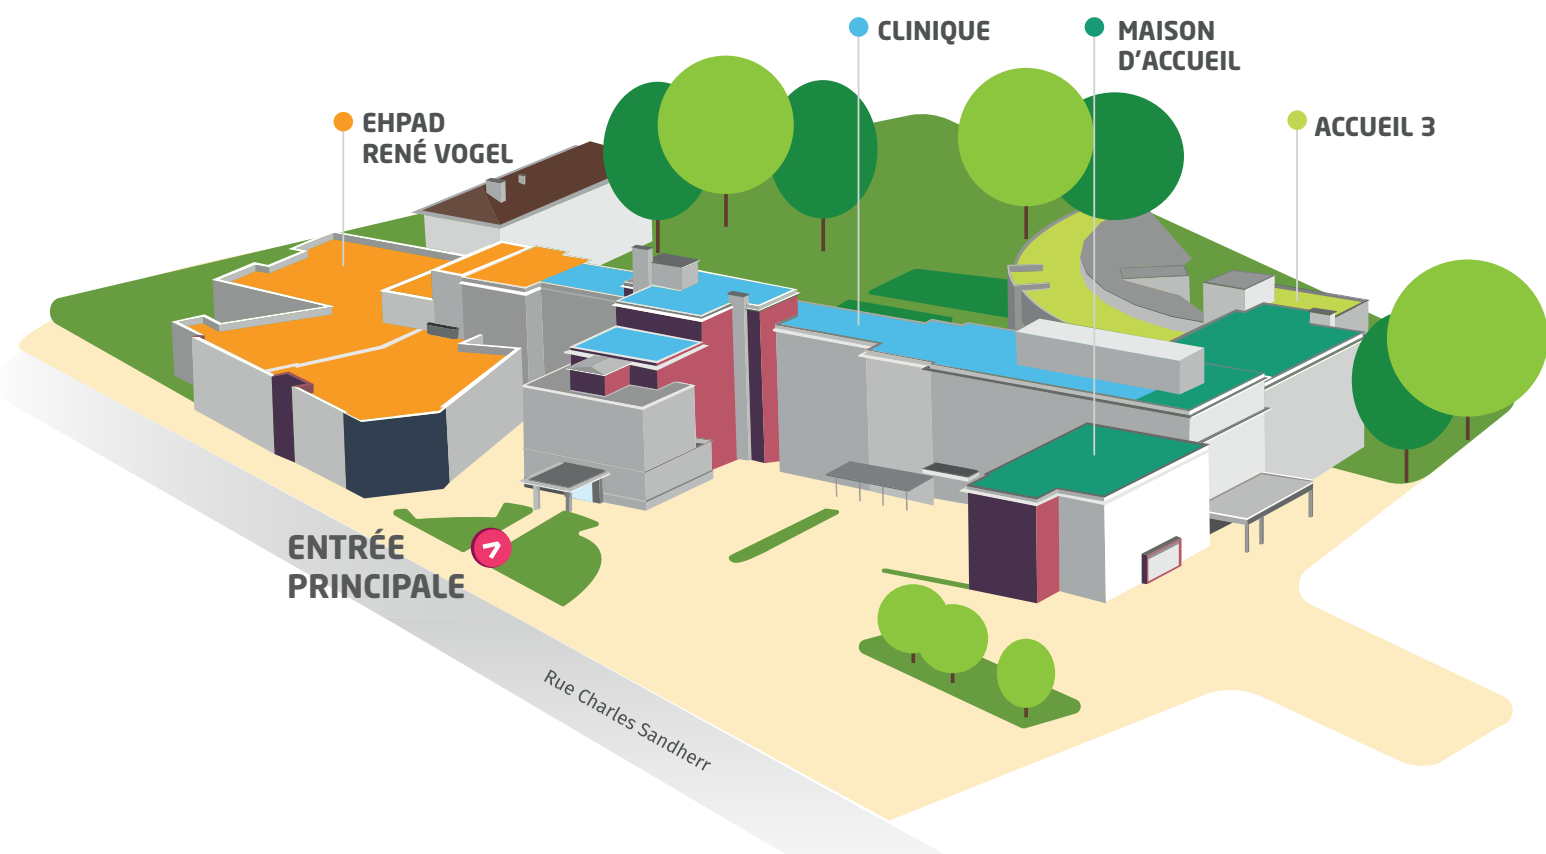 CLINIQUE
MAISON
D'ACCUEIL
EHPAD
RENÉ VOGEL
ACCUEIL 3
ENTRÉE
PRINCIPALE
Rue Charles Sandherr